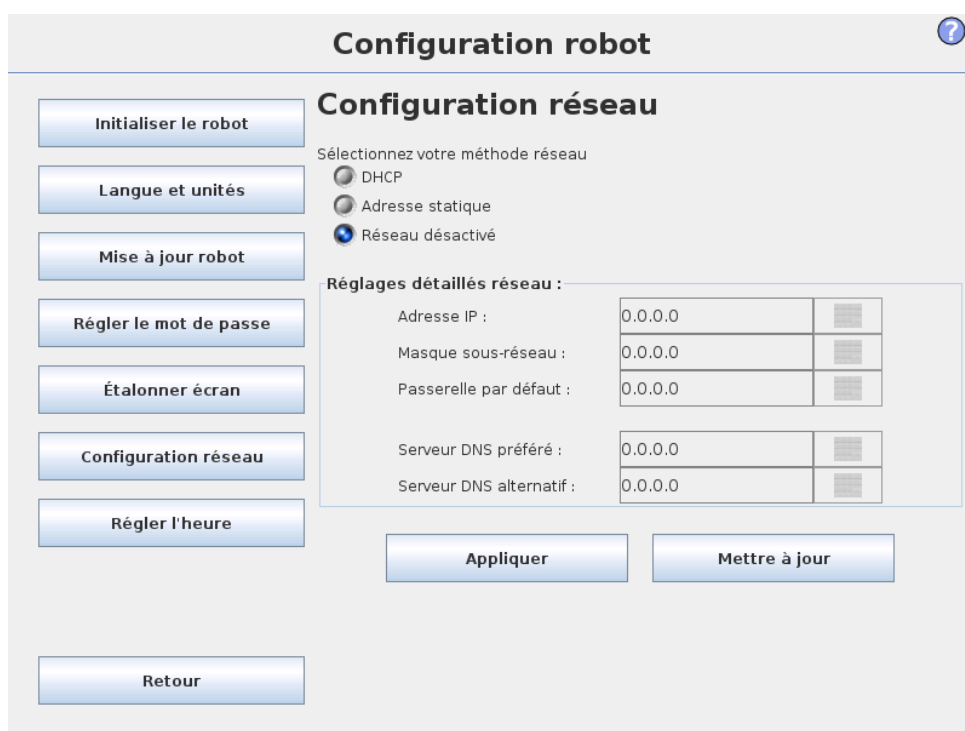 Configuration robot
?
Initialiser le robot
Langue et unités
Mise à jour robot
Régler le mot de passe
Étalonner écran
Configuration réseau
Régler l'heure
Retour
Configuration réseau
Sélectionnez votre méthode réseau
DHCP
Adresse statique
Réseau désactivé
Réglages détaillés réseau :
Adresse IP : 0.0.0.0
Masque sous-réseau : 0.0.0.0
Passerelle par défaut : 0.0.0.0
Serveur DNS préféré : 0.0.0.0
Serveur DNS alternatif : 0.0.0.0
Appliquer Mettre à jour